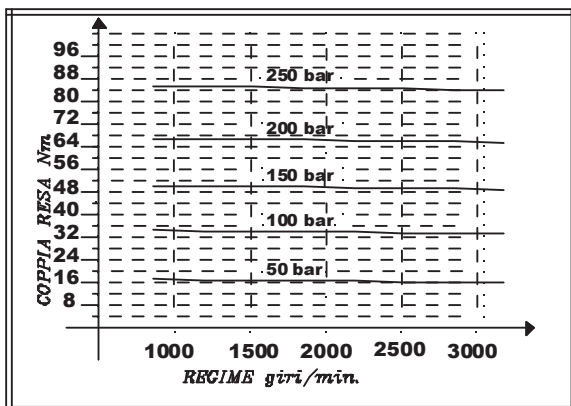 96
88
250 bar
80
72
200 bar
64
56
150 bar
48
40
100 bar.
32
24
50 bar
16
8
COPPIA RESA Nm.
1000 1500 2000 2500 3000
REGIME giri/min.